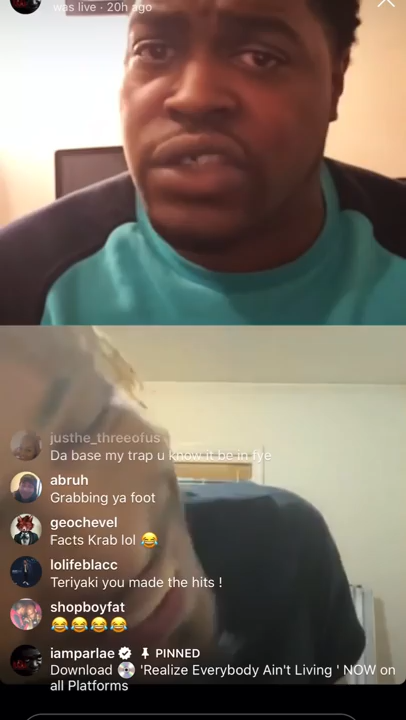 was live · 20h ago
justhe_threeofus
Da base my trap u know it be in fye
abruh
Grabbing ya foot
geochevel
Facts Krab lol 😂
lolifeblacc
Teriyaki you made the hits !
shopboyfat
😂😂😂😂
iamparlae PINNED
Download 💿 'Realize Everybody Ain't Living ' NOW on
all Platforms